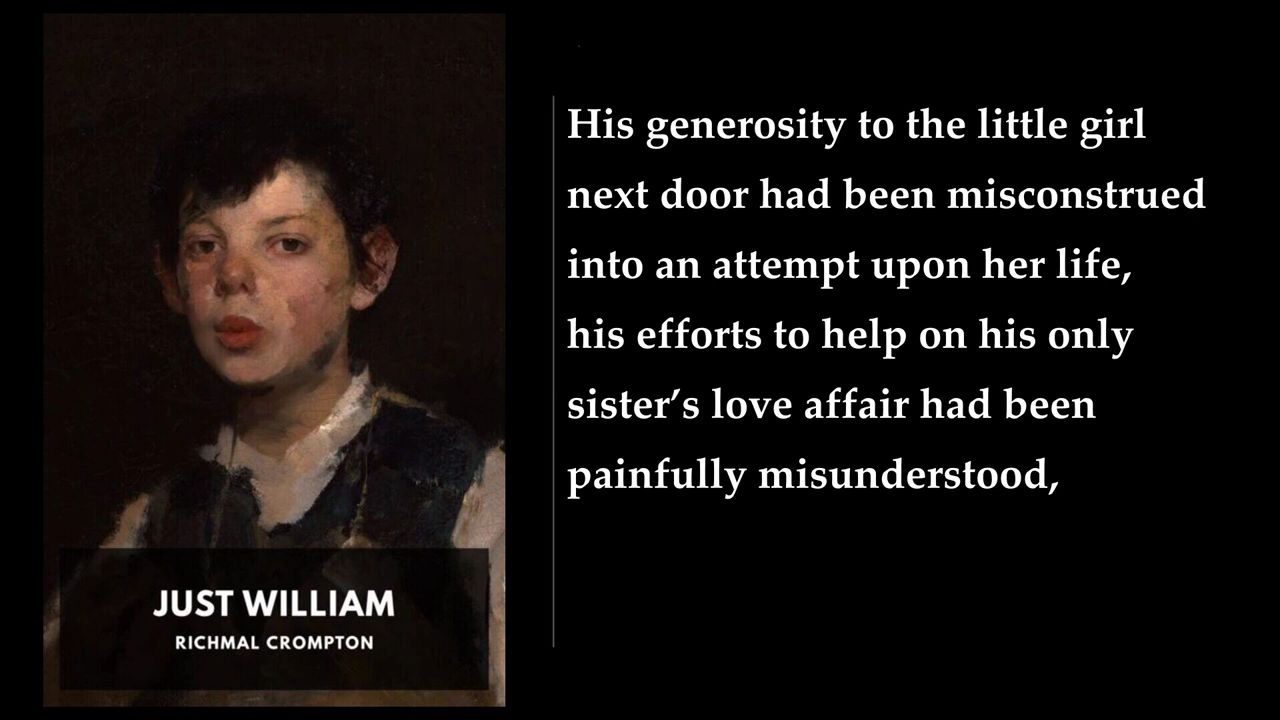 His generosity to the little girl
next door had been misconstrued
into an attempt upon her life,
his efforts to help on his only
sister’s love affair had been
painfully misunderstood,
JUST WILLIAM
RICHMAL CROMPTON